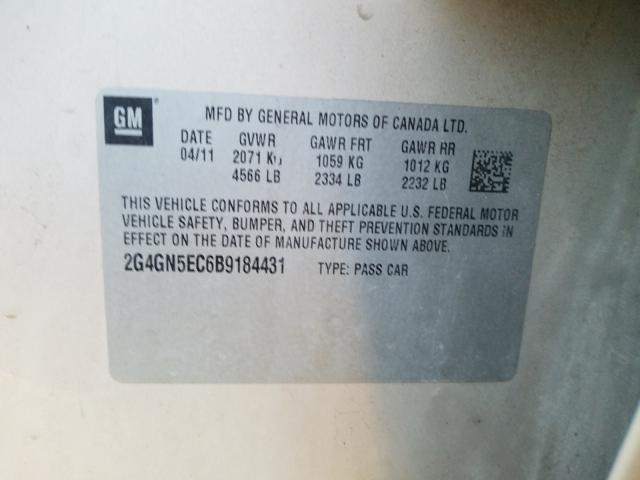 GM
MFD BY GENERAL MOTORS OF CANADA LTD.
DATE GVWR GAWR FRT GAWR RR
04/11 2071 KG 1059 KG 1012 KG
4566 LB 2334 LB 2232 LB
THIS VEHICLE CONFORMS TO ALL APPLICABLE U.S. FEDERAL MOTOR
VEHICLE SAFETY, BUMPER, AND THEFT PREVENTION STANDARDS IN
EFFECT ON THE DATE OF MANUFACTURE SHOWN ABOVE.
2G4GN5EC6B9184431 TYPE: PASS CAR